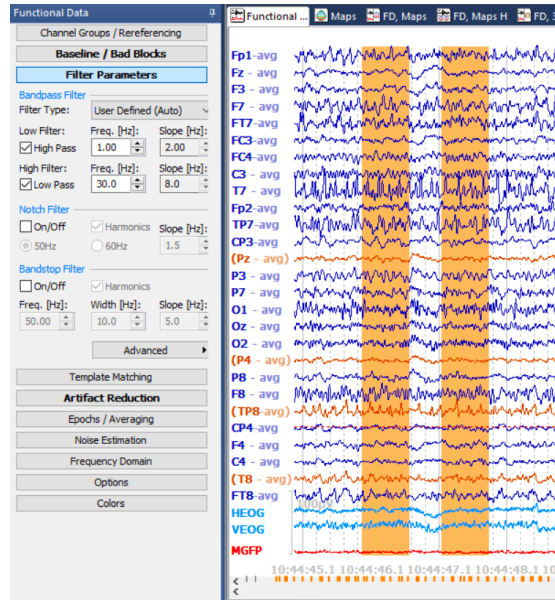 Functional Data
Channel Groups / Rereferencing
Baseline / Bad Blocks
Filter Parameters
Bandpass Filter
Filter Type: User Defined (Auto)
Low Filter: Freq. [Hz]: Slope [Hz]:
High Pass 1.00 2.00
High Filter: Freq. [Hz]: Slope [Hz]:
Low Pass 30.0 8.0
Notch Filter
On/Off Harmonics Slope [Hz]:
50Hz 60Hz 1.5
Bandstop Filter
On/Off Harmonics
Freq. [Hz]: Width [Hz]: Slope [Hz]:
50.00 10.0 5.0
Advanced
Template Matching
Artifact Reduction
Epochs / Averaging
Noise Estimation
Frequency Domain
Options
Colors
Functional ... Maps FD, Maps FD, Maps H FD,
Fp1-avg
Fz - avg
F3 - avg
F7 - avg
FT7-avg
FC3-avg
FC4-avg
C3 - avg
T7 - avg
Fp2-avg
TP7-avg
CP3-avg
(Pz - avg)
P3 - avg
P7 - avg
O1 - avg
Oz - avg
O2 - avg
(P4 - avg)
P8 - avg
F8 - avg
(TP8-avg)
CP4-avg
F4 - avg
C4 - avg
(T8 - avg)
FT8-avg
HEOG
VEOG
MGFP
10:44:45.1 10:44:46.1 10:44:47.1 10:44:48.1 10